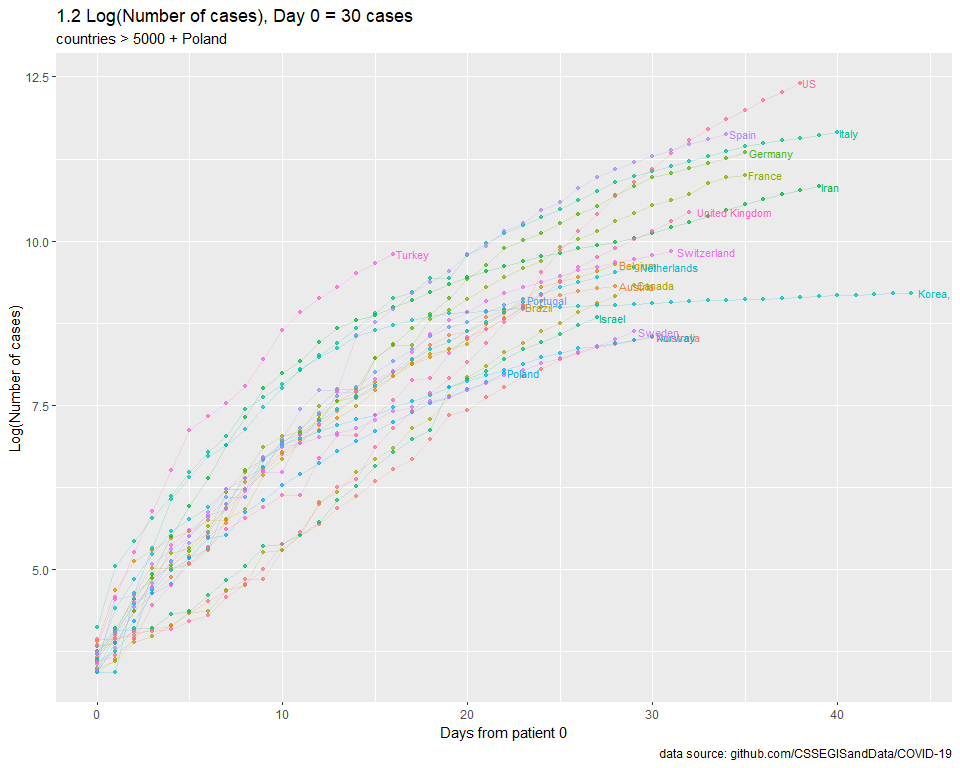 1.2 Log(Number of cases), Day 0 = 30 cases
countries > 5000 + Poland
12.5
US
Spain
Italy
Germany
France
Iran
United Kingdom
10.0
Turkey
Switzerland
Belgium
Netherlands
Canada
Austria
Korea,
Portugal
Brazil
Israel
Sweden
Norway
7.5
Poland
5.0
0
10
20
30
40
Log(Number of cases)
Days from patient 0
data source: github.com/CSSEGISandData/COVID-19